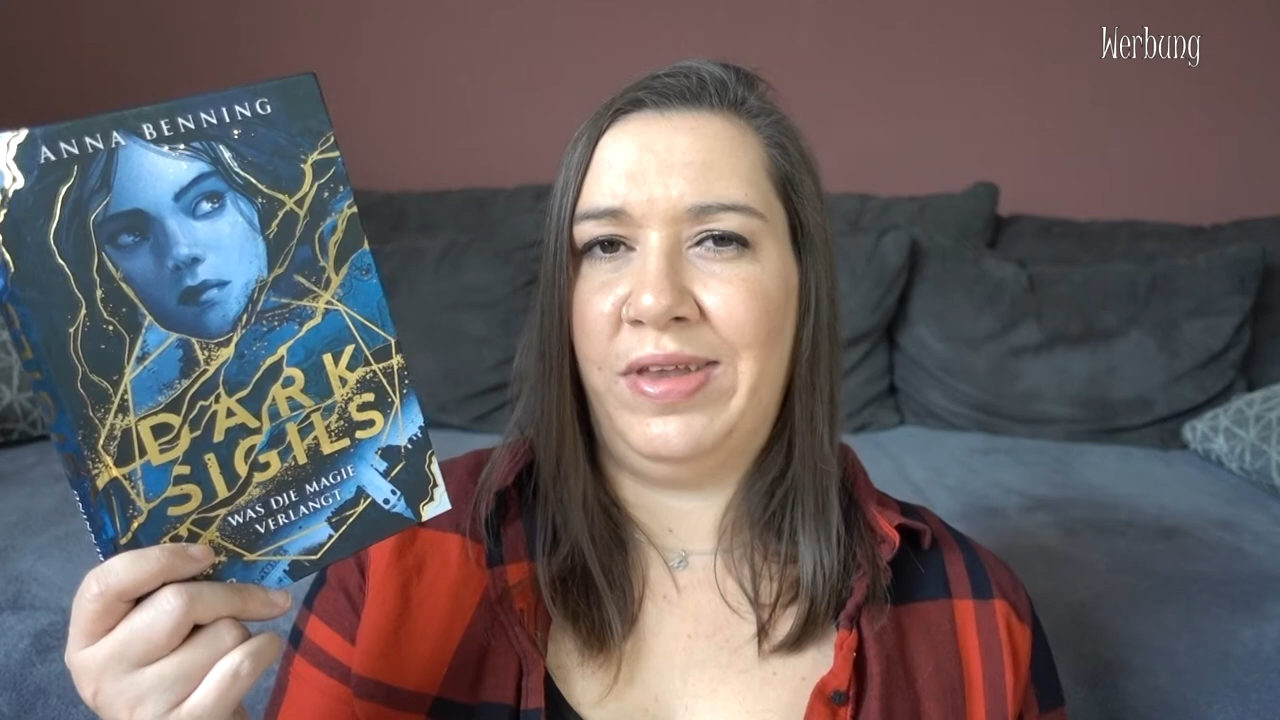 Werbung
ANNA BENNING
DARK
SIGILS
WAS DIE MAGIE
VERLANGT